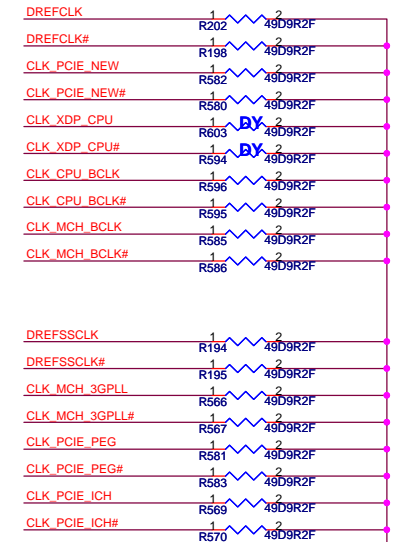 DREFCLK 1 2
R202 49D9R2F
DREFCLK# 1 2
R198 49D9R2F
CLK_PCIE_NEW 1 2
R582 49D9R2F
CLK_PCIE_NEW# 1 2
R580 49D9R2F
CLK_XDP_CPU 1 DY 2
R603 49D9R2F
CLK_XDP_CPU# 1 DY 2
R594 49D9R2F
CLK_CPU_BCLK 1 2
R596 49D9R2F
CLK_CPU_BCLK# 1 2
R595 49D9R2F
CLK_MCH_BCLK 1 2
R585 49D9R2F
CLK_MCH_BCLK# 1 2
R586 49D9R2F
DREFSSCLK 1 2
R194 49D9R2F
DREFSSCLK# 1 2
R195 49D9R2F
CLK_MCH_3GPLL 1 2
R566 49D9R2F
CLK_MCH_3GPLL# 1 2
R567 49D9R2F
CLK_PCIE_PEG 1 2
R581 49D9R2F
CLK_PCIE_PEG# 1 2
R583 49D9R2F
CLK_PCIE_ICH 1 2
R569 49D9R2F
CLK_PCIE_ICH# 1 2
R570 49D9R2F